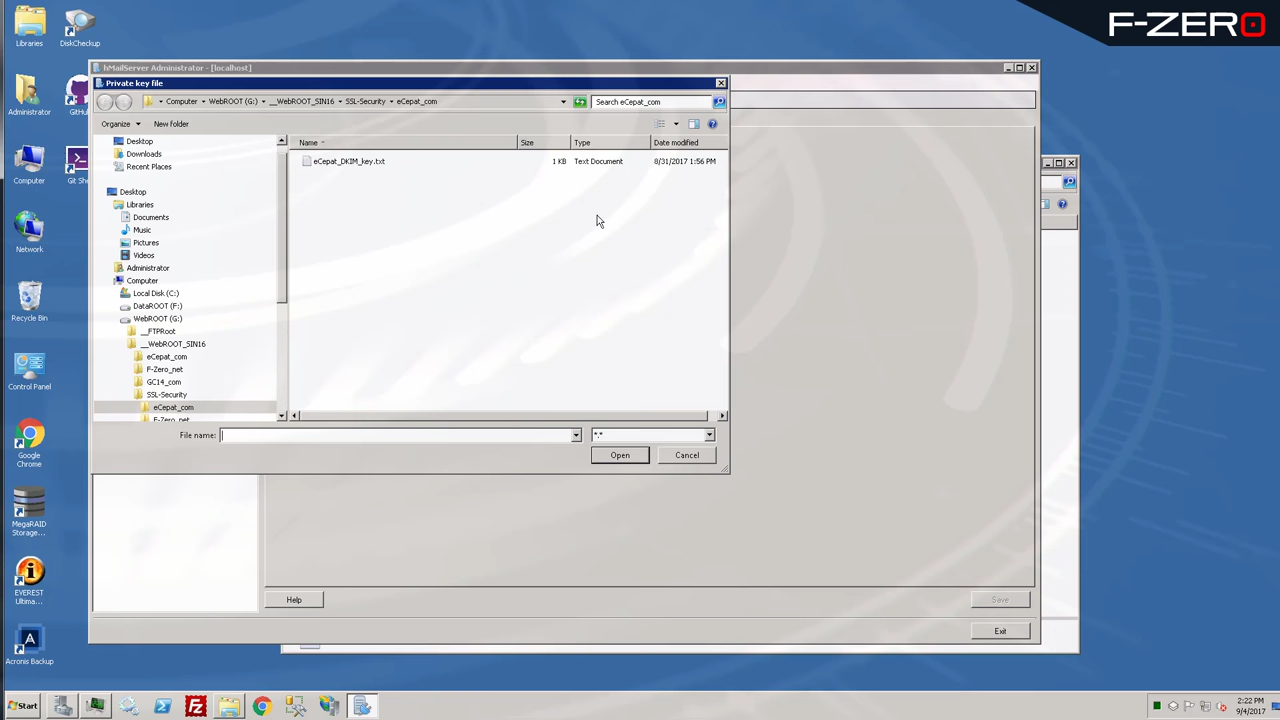 F-ZERO
Libraries
DiskCheckup
Administrator
GitHu
Computer
Git She
Network
Recycle Bin
Control Panel
Google
Chrome
MegaRAID
Storage...
EVEREST
Ultima...
Acronis Backup
hMailServer Administrator - [localhost]
Private key file
Computer
WebROOT (G:)
__WebROOT_SIN16
SSL-Security
eCepat_com
Search eCepat_com
Organize
New folder
Desktop
Downloads
Recent Places
Desktop
Libraries
Documents
Music
Pictures
Videos
Administrator
Computer
Local Disk (C:)
DataROOT (F:)
WebROOT (G:)
__FTPRoot
__WebROOT_SIN16
eCepat_com
F-Zero_net
GC14_com
SSL-Security
eCepat_com
F-Zero_net
Name Size Type Date modified
eCepat_DKIM_key.txt 1 KB Text Document 8/31/2017 1:56 PM
File name:
*.*
Open Cancel
Help Save
Exit
Start
2:22 PM
9/4/2017